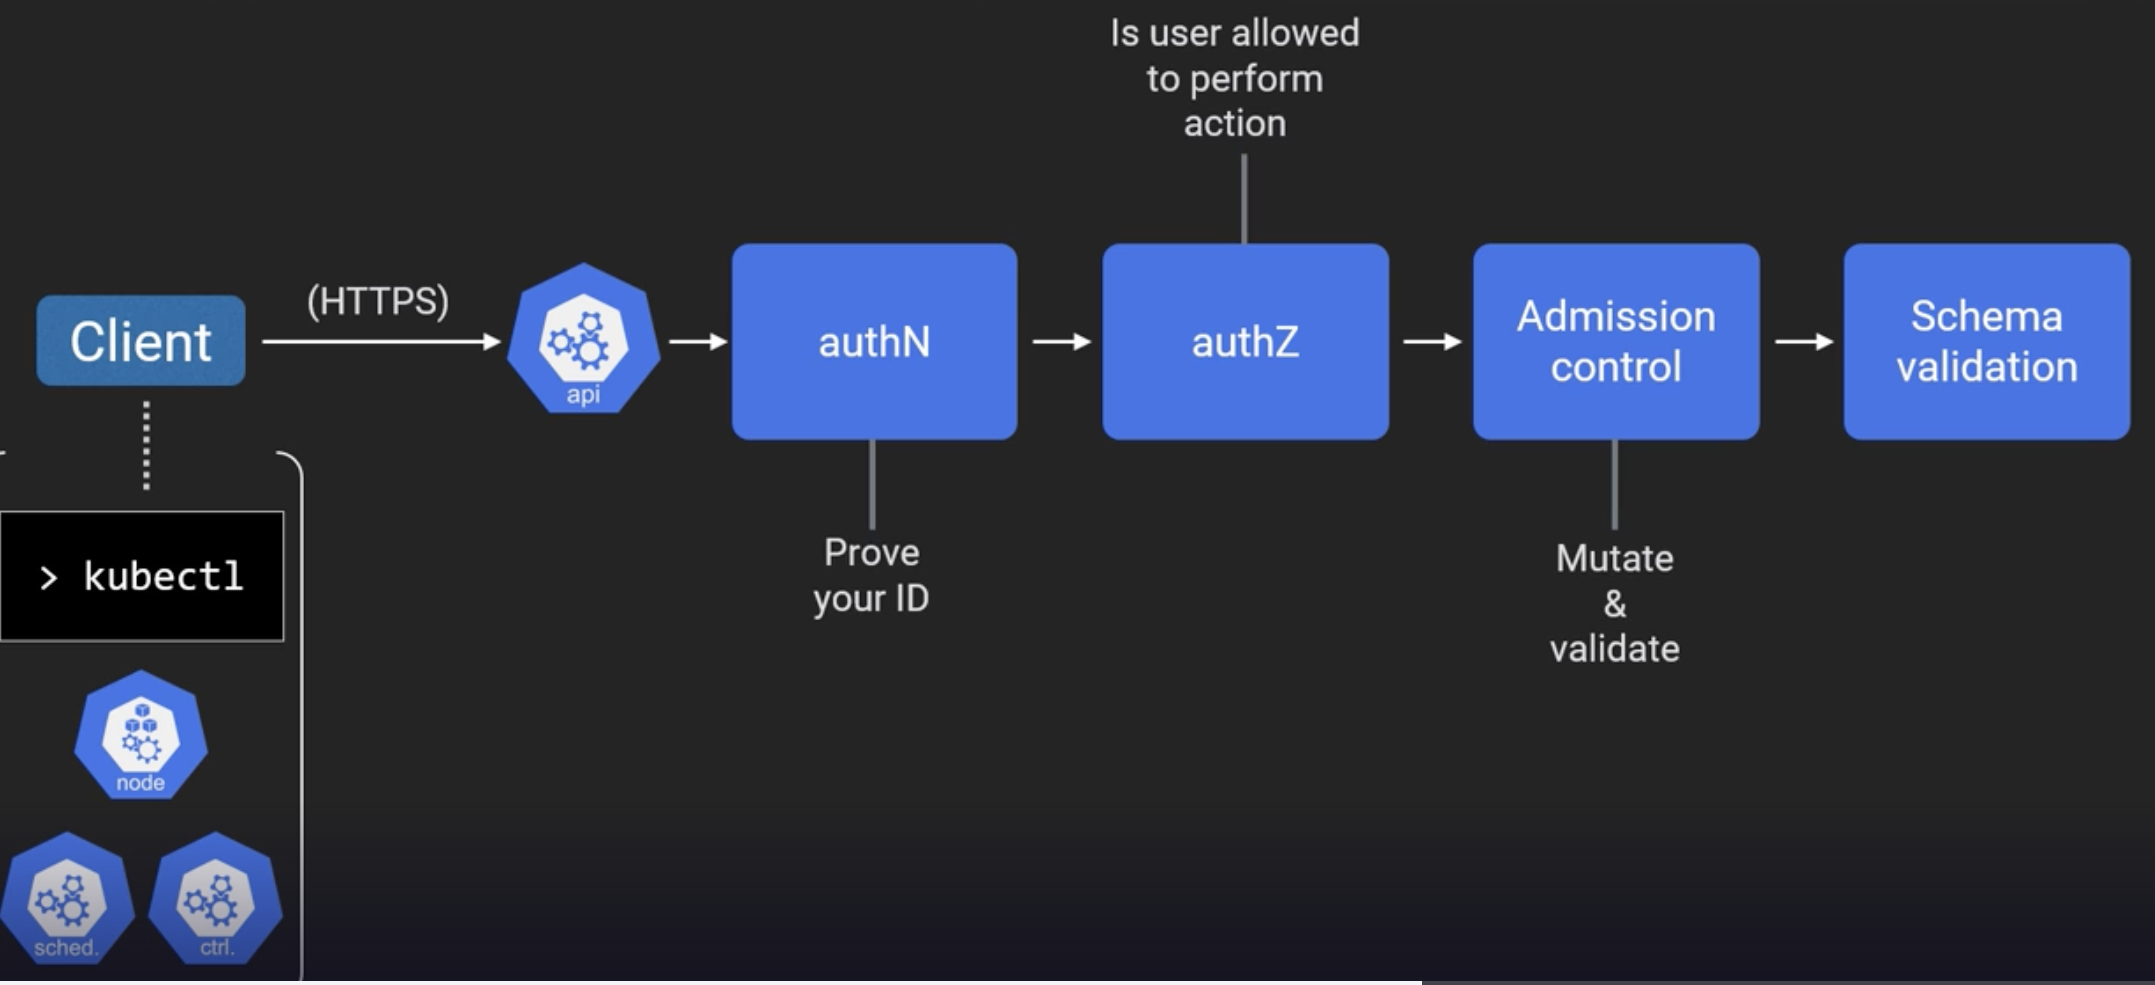 Is user allowed
to perform
action
Client
(HTTPS)
api
authN
authZ
Admission
control
Schema
validation
Prove
your ID
Mutate
&
validate
> kubectl
node
sched.
ctrl.